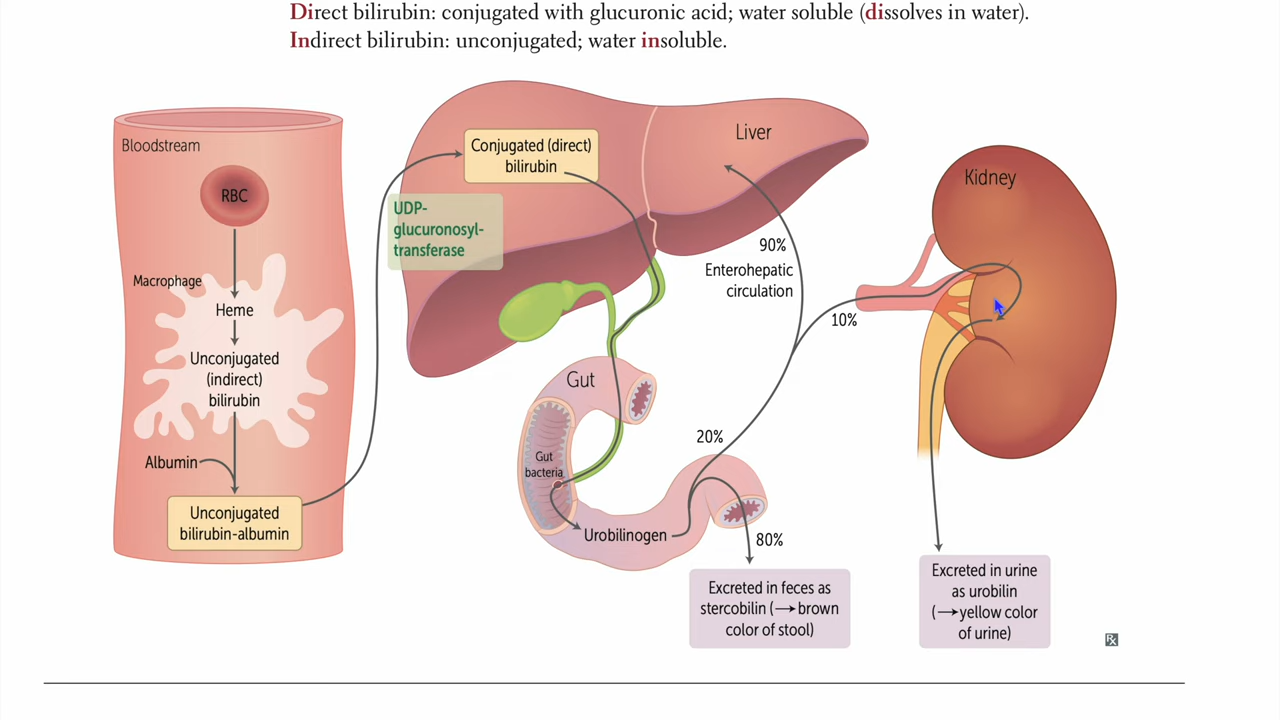 Direct bilirubin: conjugated with glucuronic acid; water soluble (dissolves in water).
Indirect bilirubin: unconjugated; water insoluble.
Bloodstream
RBC
Macrophage
Heme
Unconjugated
(indirect)
bilirubin
Albumin
Unconjugated
bilirubin-albumin
UDP-
glucuronosyl-
transferase
Conjugated (direct)
bilirubin
Liver
90%
Enterohepatic
circulation
10%
Kidney
Gut
Gut
bacteria
Urobilinogen
20%
80%
Excreted in feces as
stercobilin (→brown
color of stool)
Excreted in urine
as urobilin
(→yellow color
of urine)
Rx